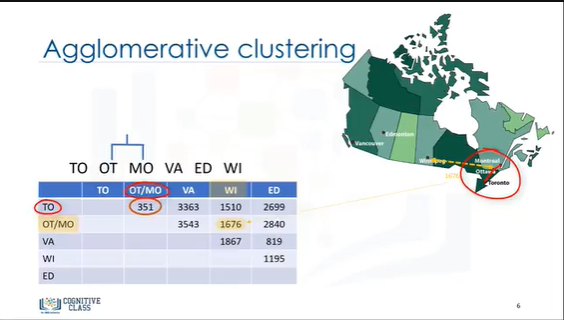 Agglomerative clustering
Edmonton
Vancouver
Winnipeg
Montreal
Ottawa
Toronto
1676
TO OT MO VA ED WI
TO OT/MO VA WI ED
TO 351 3363 1510 2699
OT/MO 3543 1676 2840
VA 1867 819
WI 1195
ED
COGNITIVE
CLASS
6